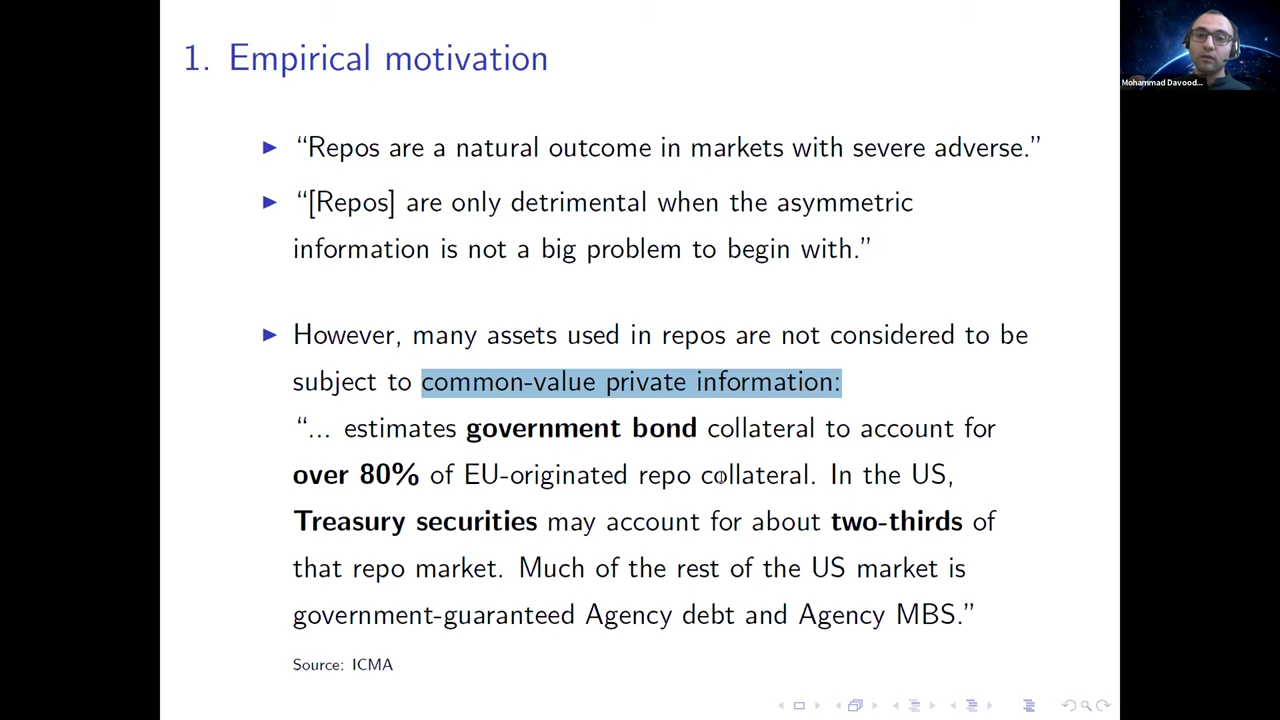 1. Empirical motivation
Mohammad Davood...
“Repos are a natural outcome in markets with severe adverse.”
“[Repos] are only detrimental when the asymmetric
information is not a big problem to begin with.”
However, many assets used in repos are not considered to be
subject to common-value private information:
“... estimates government bond collateral to account for
over 80% of EU-originated repo collateral. In the US,
Treasury securities may account for about two-thirds of
that repo market. Much of the rest of the US market is
government-guaranteed Agency debt and Agency MBS.”
Source: ICMA